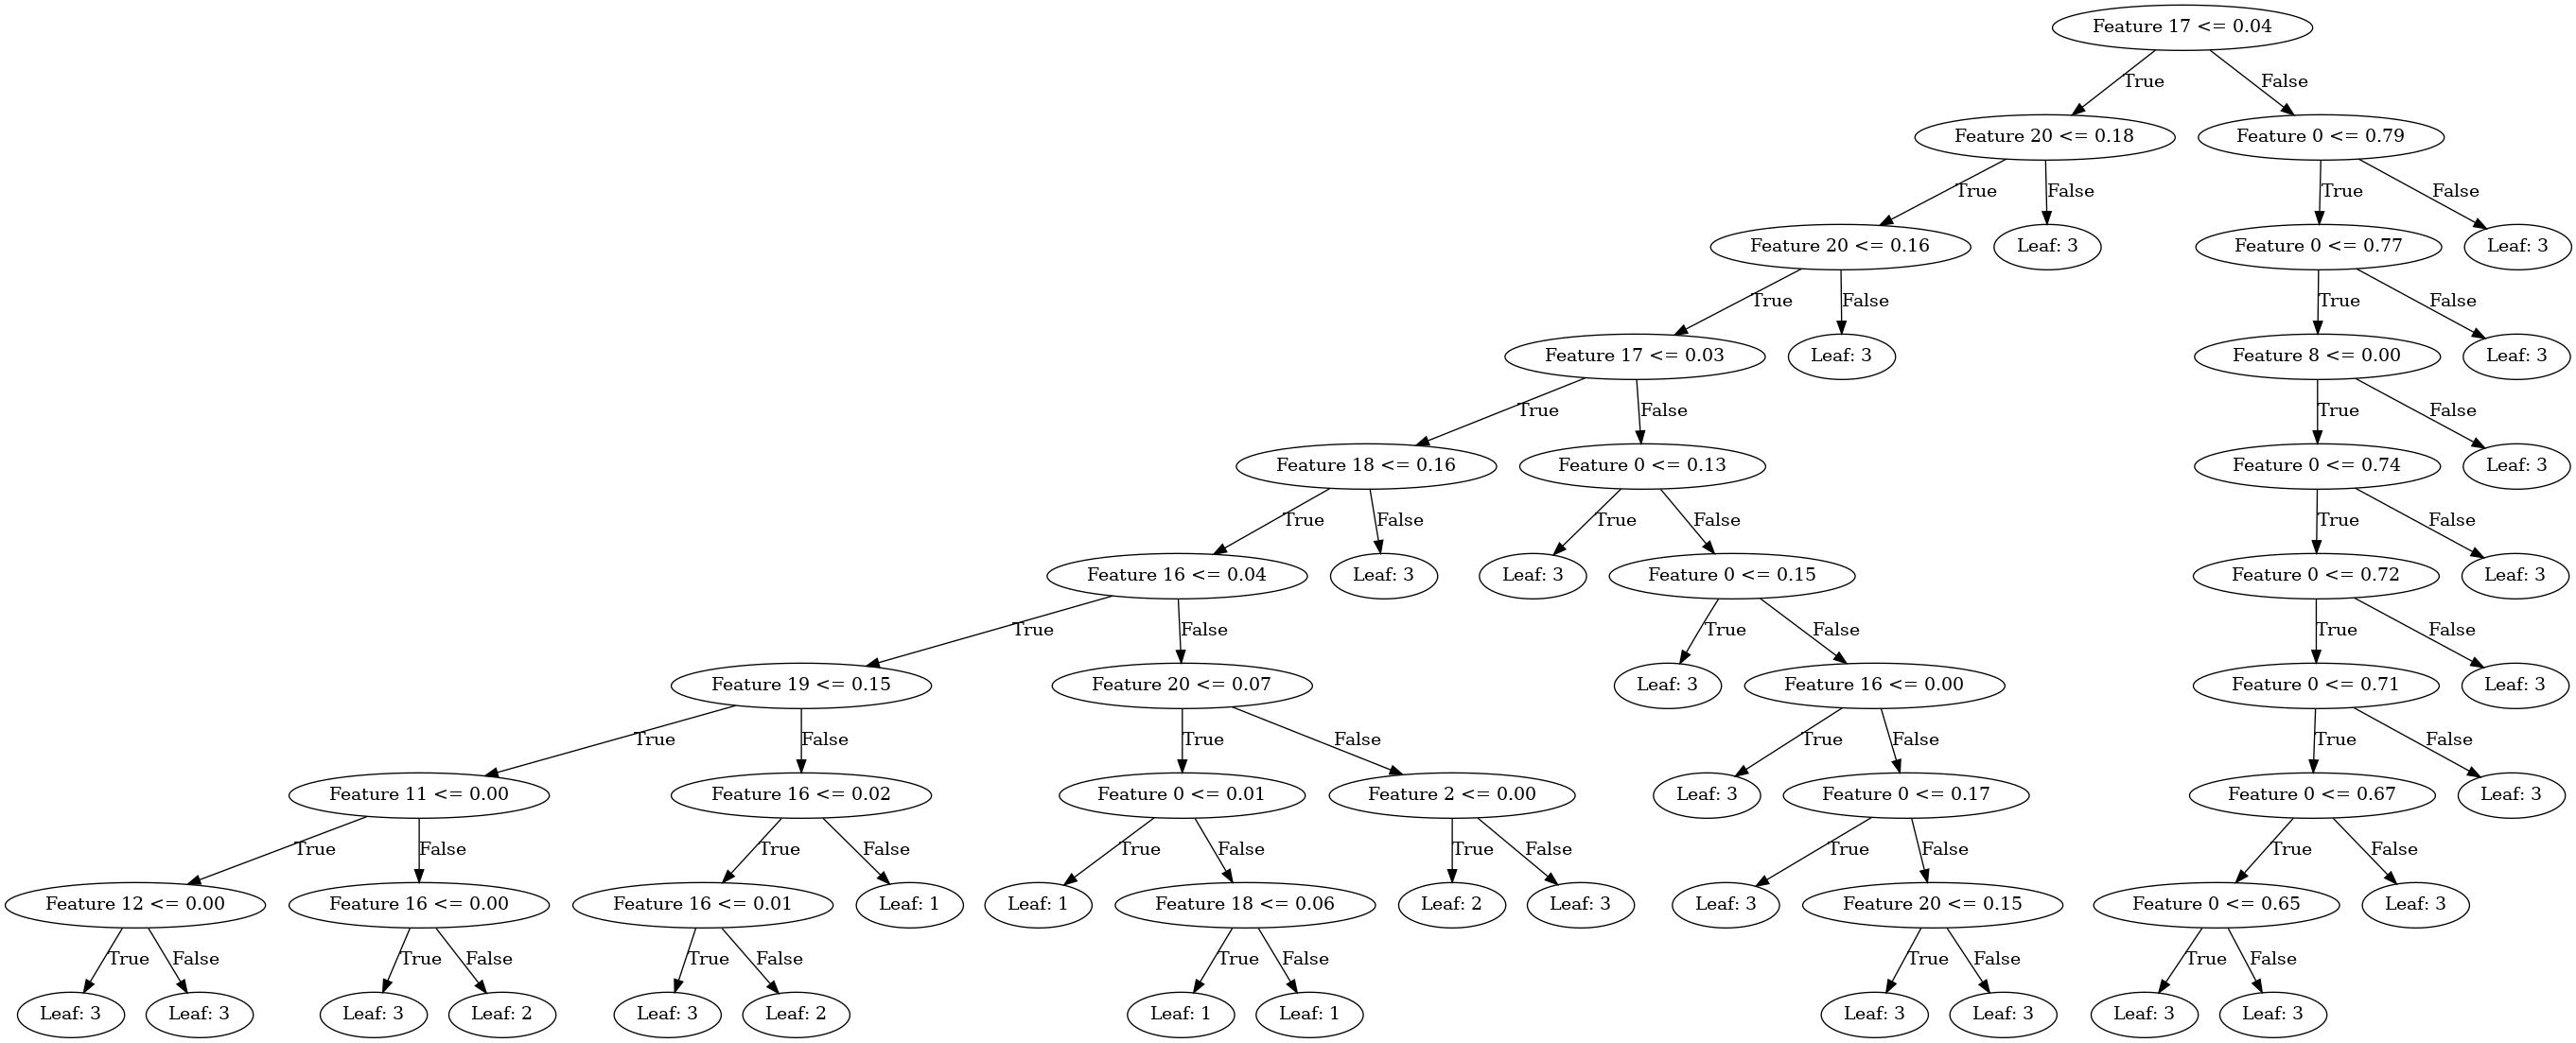 Feature 17 <= 0.04
True
False
Feature 20 <= 0.18
Feature 0 <= 0.79
True
False
True
False
Feature 20 <= 0.16
Leaf: 3
Feature 0 <= 0.77
Leaf: 3
True
False
True
False
Feature 17 <= 0.03
Leaf: 3
Feature 8 <= 0.00
Leaf: 3
True
False
True
False
Feature 18 <= 0.16
Feature 0 <= 0.13
Feature 0 <= 0.74
Leaf: 3
True
False
True
False
True
False
Feature 16 <= 0.04
Leaf: 3
Leaf: 3
Feature 0 <= 0.15
Feature 0 <= 0.72
Leaf: 3
True
False
True
False
True
False
Feature 19 <= 0.15
Feature 20 <= 0.07
Leaf: 3
Feature 16 <= 0.00
Feature 0 <= 0.71
Leaf: 3
True
False
True
False
True
False
True
False
Feature 11 <= 0.00
Feature 16 <= 0.02
Feature 0 <= 0.01
Feature 2 <= 0.00
Leaf: 3
Feature 0 <= 0.17
Feature 0 <= 0.67
Leaf: 3
True
False
True
False
True
False
True
False
True
False
True
False
Feature 12 <= 0.00
Feature 16 <= 0.00
Feature 16 <= 0.01
Leaf: 1
Leaf: 1
Feature 18 <= 0.06
Leaf: 2
Leaf: 3
Leaf: 3
Feature 20 <= 0.15
Feature 0 <= 0.65
Leaf: 3
True
False
True
False
True
False
True
False
True
False
True
False
Leaf: 3
Leaf: 3
Leaf: 3
Leaf: 2
Leaf: 3
Leaf: 2
Leaf: 1
Leaf: 1
Leaf: 3
Leaf: 3
Leaf: 3
Leaf: 3